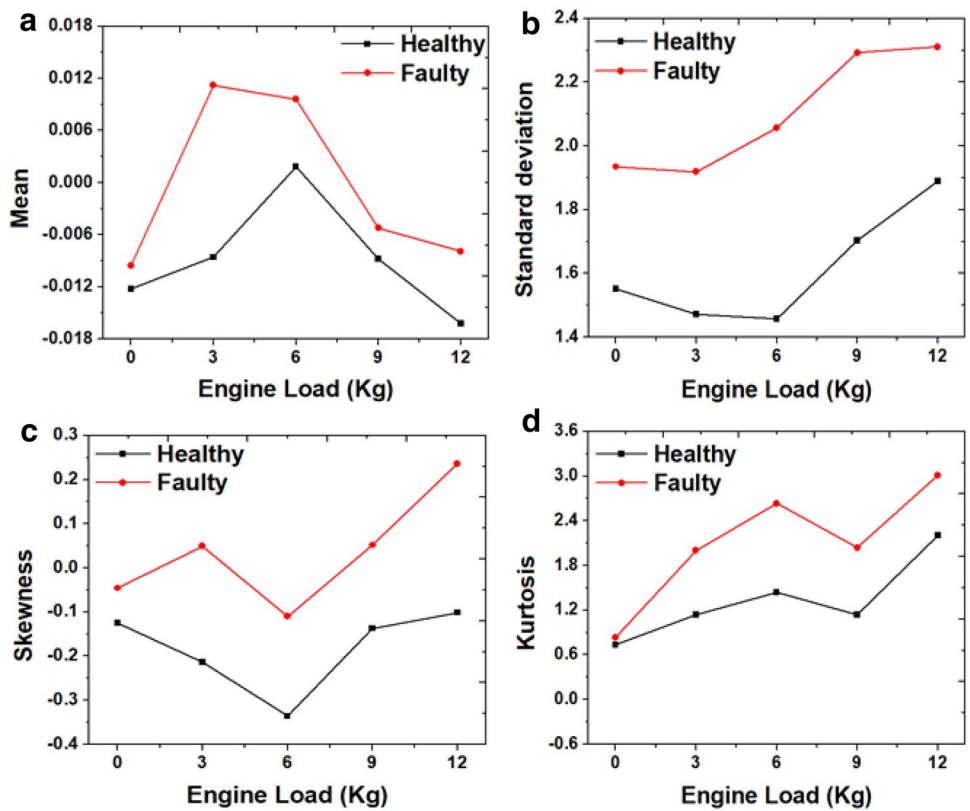 a
0.018
0.012
0.006
0.000
-0.006
-0.012
-0.018
Mean
Healthy
Faulty
0 3 6 9 12
Engine Load (Kg)
b
2.4
2.2
2.0
1.8
1.6
1.4
Standard deviation
Healthy
Faulty
0 3 6 9 12
Engine Load (Kg)
c
0.3
0.2
0.1
0.0
-0.1
-0.2
-0.3
-0.4
Skewness
Healthy
Faulty
0 3 6 9 12
Engine Load (Kg)
d
3.6
3.0
2.4
1.8
1.2
0.6
0.0
-0.6
Kurtosis
Healthy
Faulty
0 3 6 9 12
Engine Load (Kg)